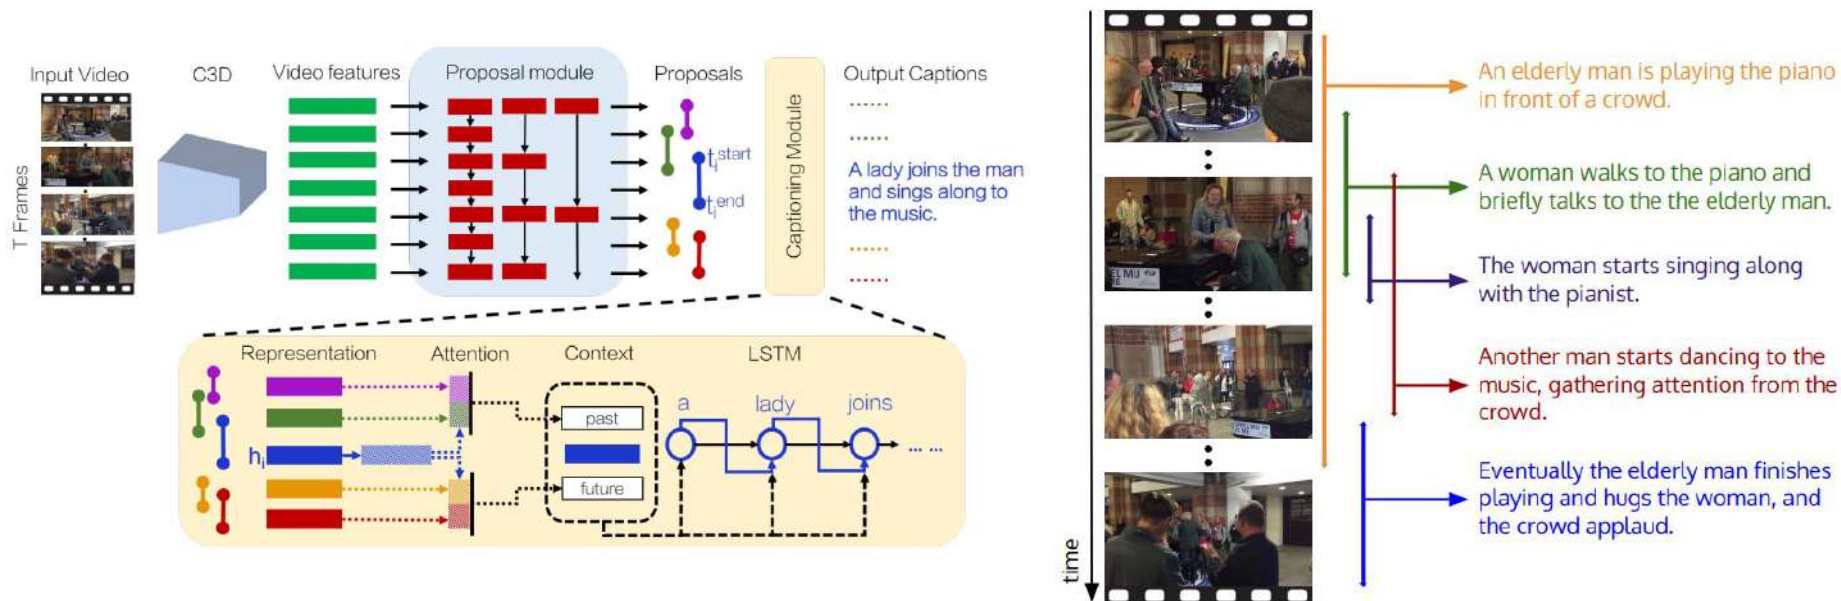 Input Video
C3D
Video features
Proposal module
Proposals
Output Captions
T Frames
t_i^start
t_i^end
Captioning Module
A lady joins the man
and sings along to
the music.
Representation
Attention
Context
LSTM
h_i
past
future
a
lady
joins
... ...
time
An elderly man is playing the piano
in front of a crowd.
A woman walks to the piano and
briefly talks to the the elderly man.
The woman starts singing along
with the pianist.
Another man starts dancing to the
music, gathering attention from the
crowd.
Eventually the elderly man finishes
playing and hugs the woman, and
the crowd applaud.